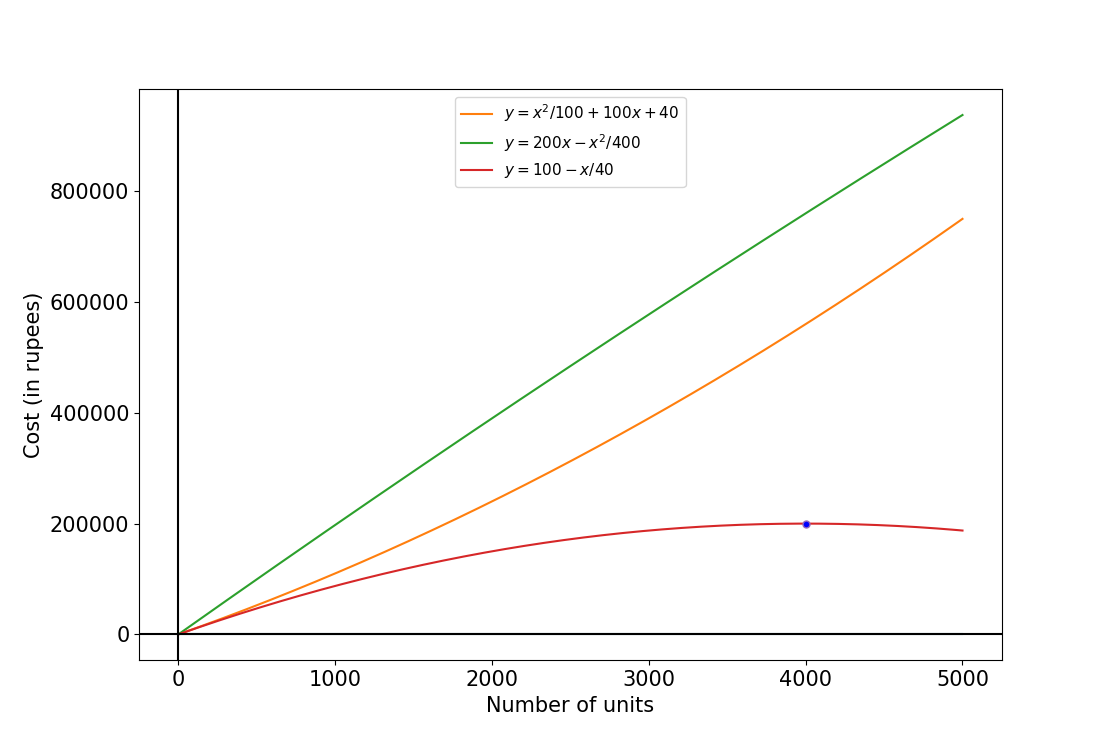 y = x²/100 + 100x + 40
y = 200x − x²/400
y = 100 − x/40
800000
600000
400000
200000
0
Cost (in rupees)
0 1000 2000 3000 4000 5000
Number of units